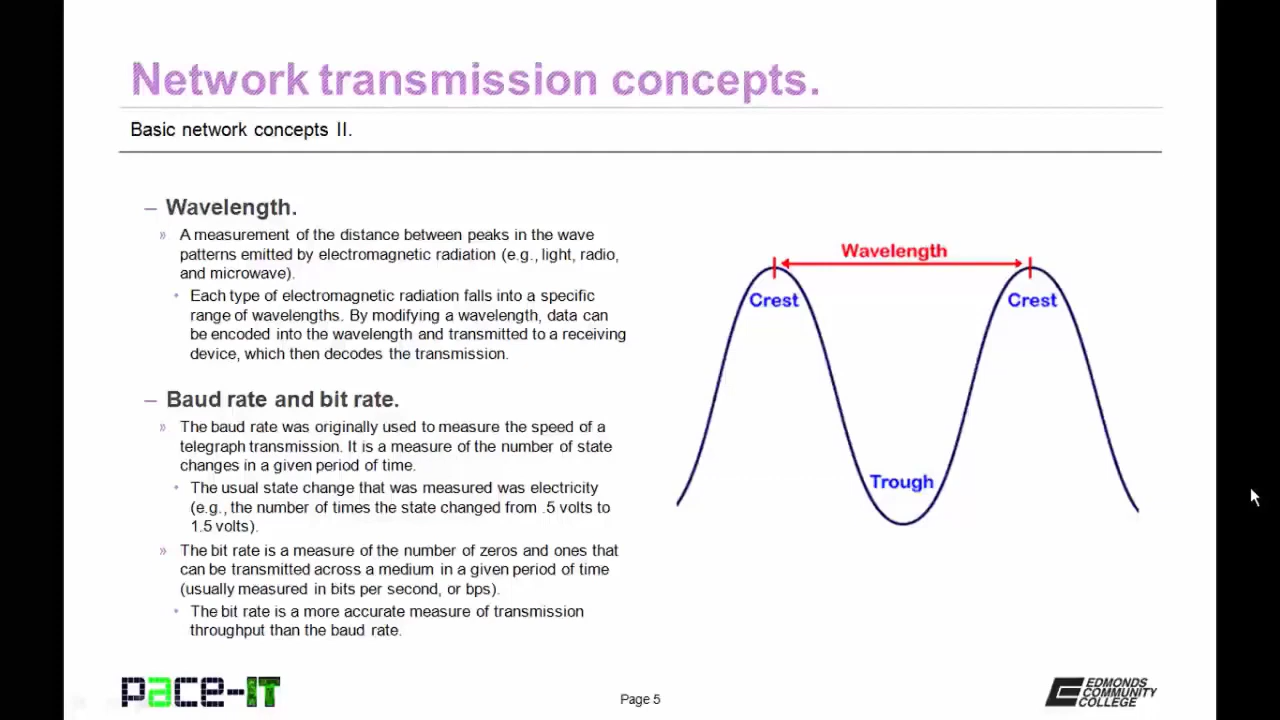 Network transmission concepts.
Basic network concepts II.
– Wavelength.
» A measurement of the distance between peaks in the wave
patterns emitted by electromagnetic radiation (e.g., light, radio,
and microwave).
• Each type of electromagnetic radiation falls into a specific
range of wavelengths. By modifying a wavelength, data can
be encoded into the wavelength and transmitted to a receiving
device, which then decodes the transmission.
– Baud rate and bit rate.
» The baud rate was originally used to measure the speed of a
telegraph transmission. It is a measure of the number of state
changes in a given period of time.
• The usual state change that was measured was electricity
(e.g., the number of times the state changed from .5 volts to
1.5 volts).
» The bit rate is a measure of the number of zeros and ones that
can be transmitted across a medium in a given period of time
(usually measured in bits per second, or bps).
• The bit rate is a more accurate measure of transmission
throughput than the baud rate.
Wavelength
Crest
Crest
Trough
pace-IT
Page 5
EDMONDS
COMMUNITY
COLLEGE